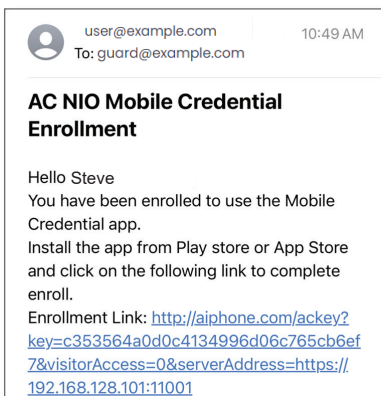 user@example.com 10:49 AM
To: guard@example.com
AC NIO Mobile Credential
Enrollment
Hello Steve
You have been enrolled to use the Mobile
Credential app.
Install the app from Play store or App Store
and click on the following link to complete
enroll.
Enrollment Link: http://aiphone.com/ackey?
key=c353564a0d0c4134996d06c765cb6ef
7&visitorAccess=0&serverAddress=https://
192.168.128.101:11001